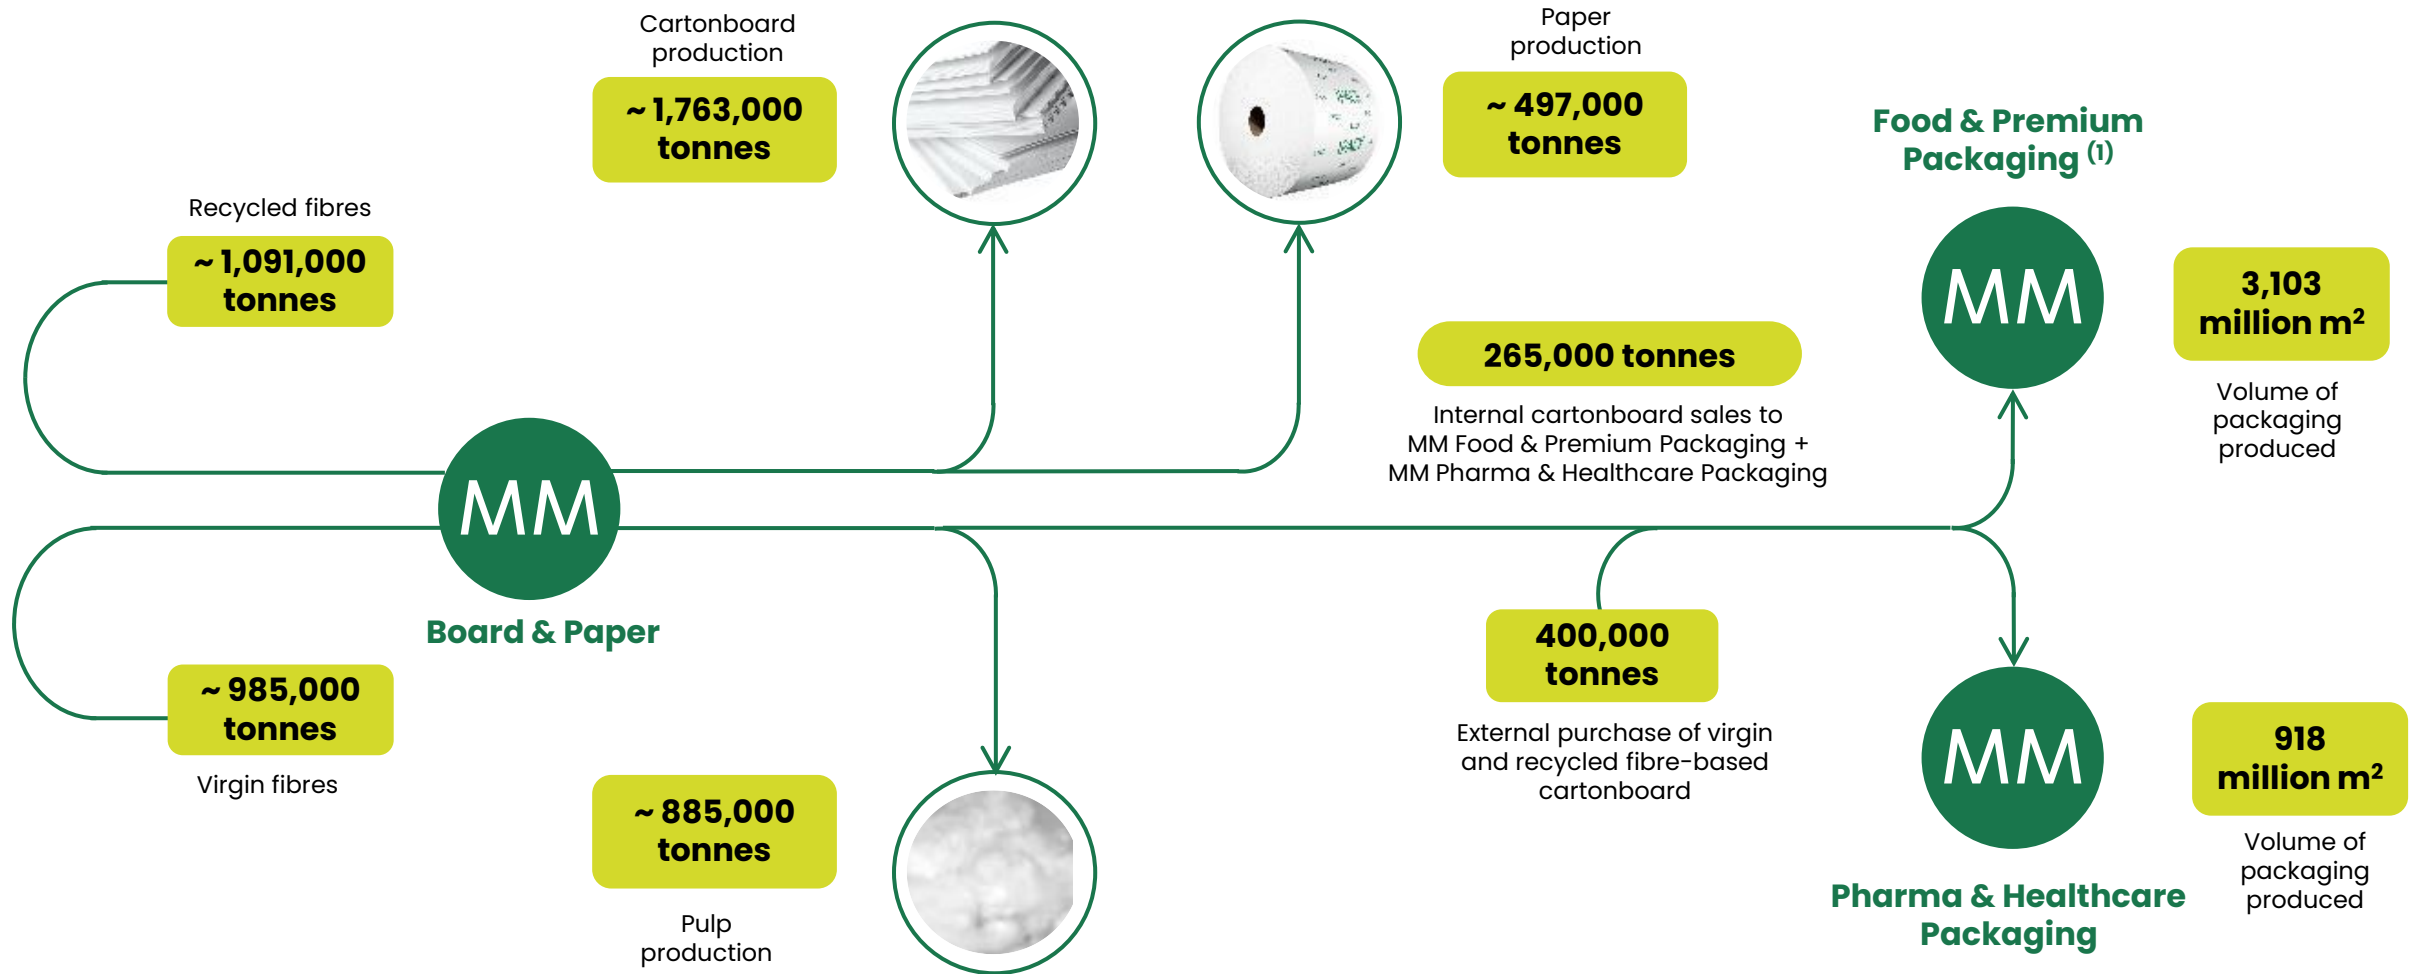 Cartonboard
production
~ 1,763,000
tonnes
Paper
production
~ 497,000
tonnes
Food & Premium
Packaging (1)
MM
3,103
million m²
Volume of
packaging
produced
Recycled fibres
~ 1,091,000
tonnes
265,000 tonnes
Internal cartonboard sales to
MM Food & Premium Packaging +
MM Pharma & Healthcare Packaging
MM
Board & Paper
~ 985,000
tonnes
Virgin fibres
~ 885,000
tonnes
Pulp
production
400,000
tonnes
External purchase of virgin
and recycled fibre-based
cartonboard
MM
Pharma & Healthcare
Packaging
918
million m²
Volume of
packaging
produced